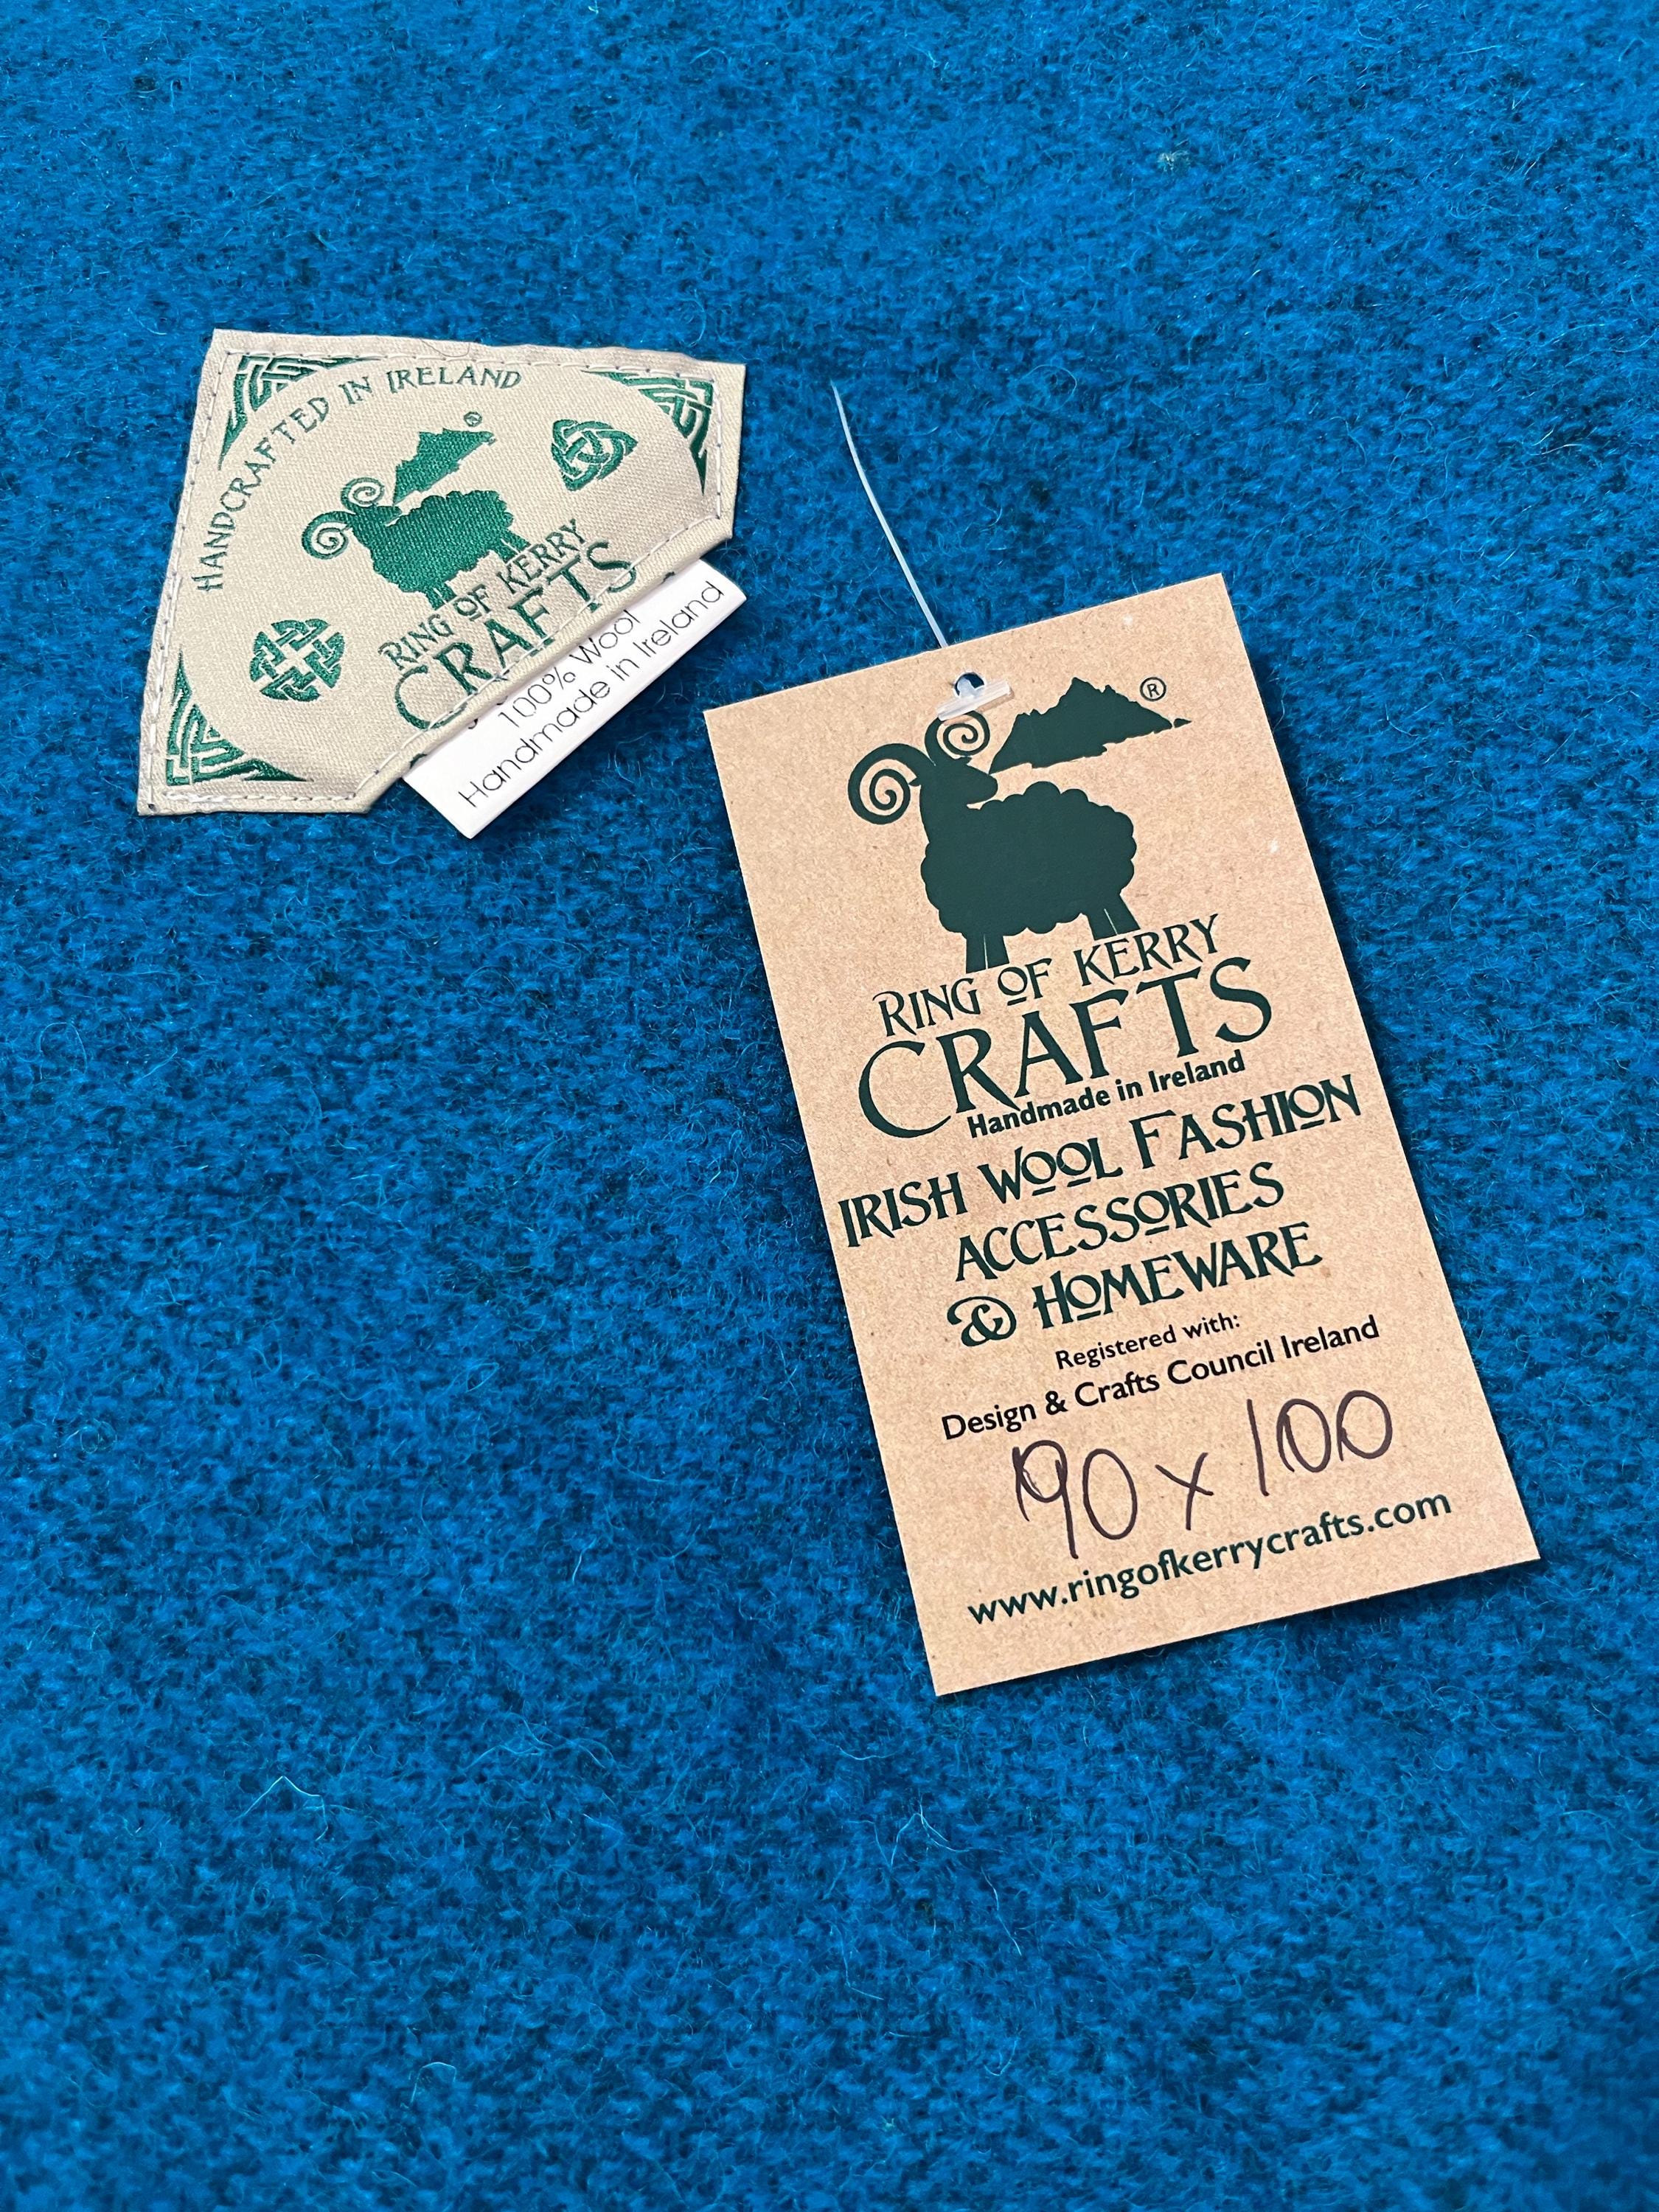 HANDCRAFTED IN IRELAND
®
RING OF KERRY
CRAFTS
100% Wool
Handmade in Ireland
®
RING OF KERRY
CRAFTS
Handmade in Ireland
IRISH WOOL FASHION
ACCESSORIES
& HOMEWARE
Registered with:
Design & Crafts Council Ireland
90 x 100
www.ringofkerrycrafts.com